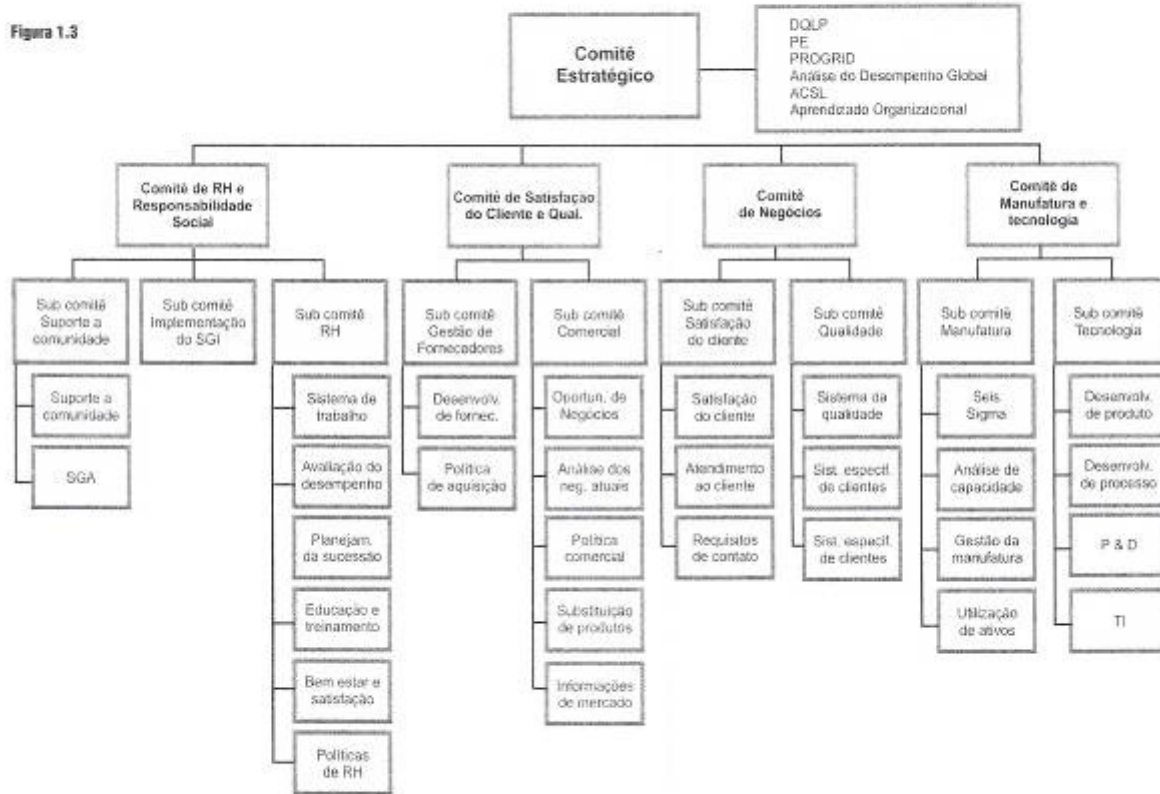 Figura 1.3
Comitê
Estratégico
DQLP
PE
PROGRID
Análise do Desempenho Global
ACSL
Aprendizado Organizacional
Comitê de RH e
Responsabilidade
Social
Comitê de Satisfação
do Cliente e Qual.
Comitê
de Negócios
Comitê de
Manufatura e
tecnologia
Sub comitê
Suporte a
comunidade
Sub comitê
Implementação
do SGI
Sub comitê
RH
Sub comitê
Gestão de
Fornecedores
Sub comitê
Comercial
Sub comitê
Satisfação
do cliente
Sub comitê
Qualidade
Sub comitê
Manufatura
Sub comitê
Tecnologia
Suporte a
comunidade
SGA
Sistema de
trabalho
Avaliação do
desempenho
Planejam.
da sucessão
Educação e
treinamento
Bem estar e
satisfação
Políticas
de RH
Desenvolv.
de fornec.
Política
de aquisição
Oportun. de
Negócios
Análise dos
neg. atuais
Política
comercial
Substituição
de produtos
Informações
de mercado
Satisfação
do cliente
Atendimento
ao cliente
Requisitos
de contato
Sistema da
qualidade
Sist. específ.
de clientes
Sist. específ.
de clientes
Seis
Sigma
Análise de
capacidade
Gestão da
manufatura
Utilização
de ativos
Desenvolv.
de produto
Desenvolv.
de processo
P & D
TI